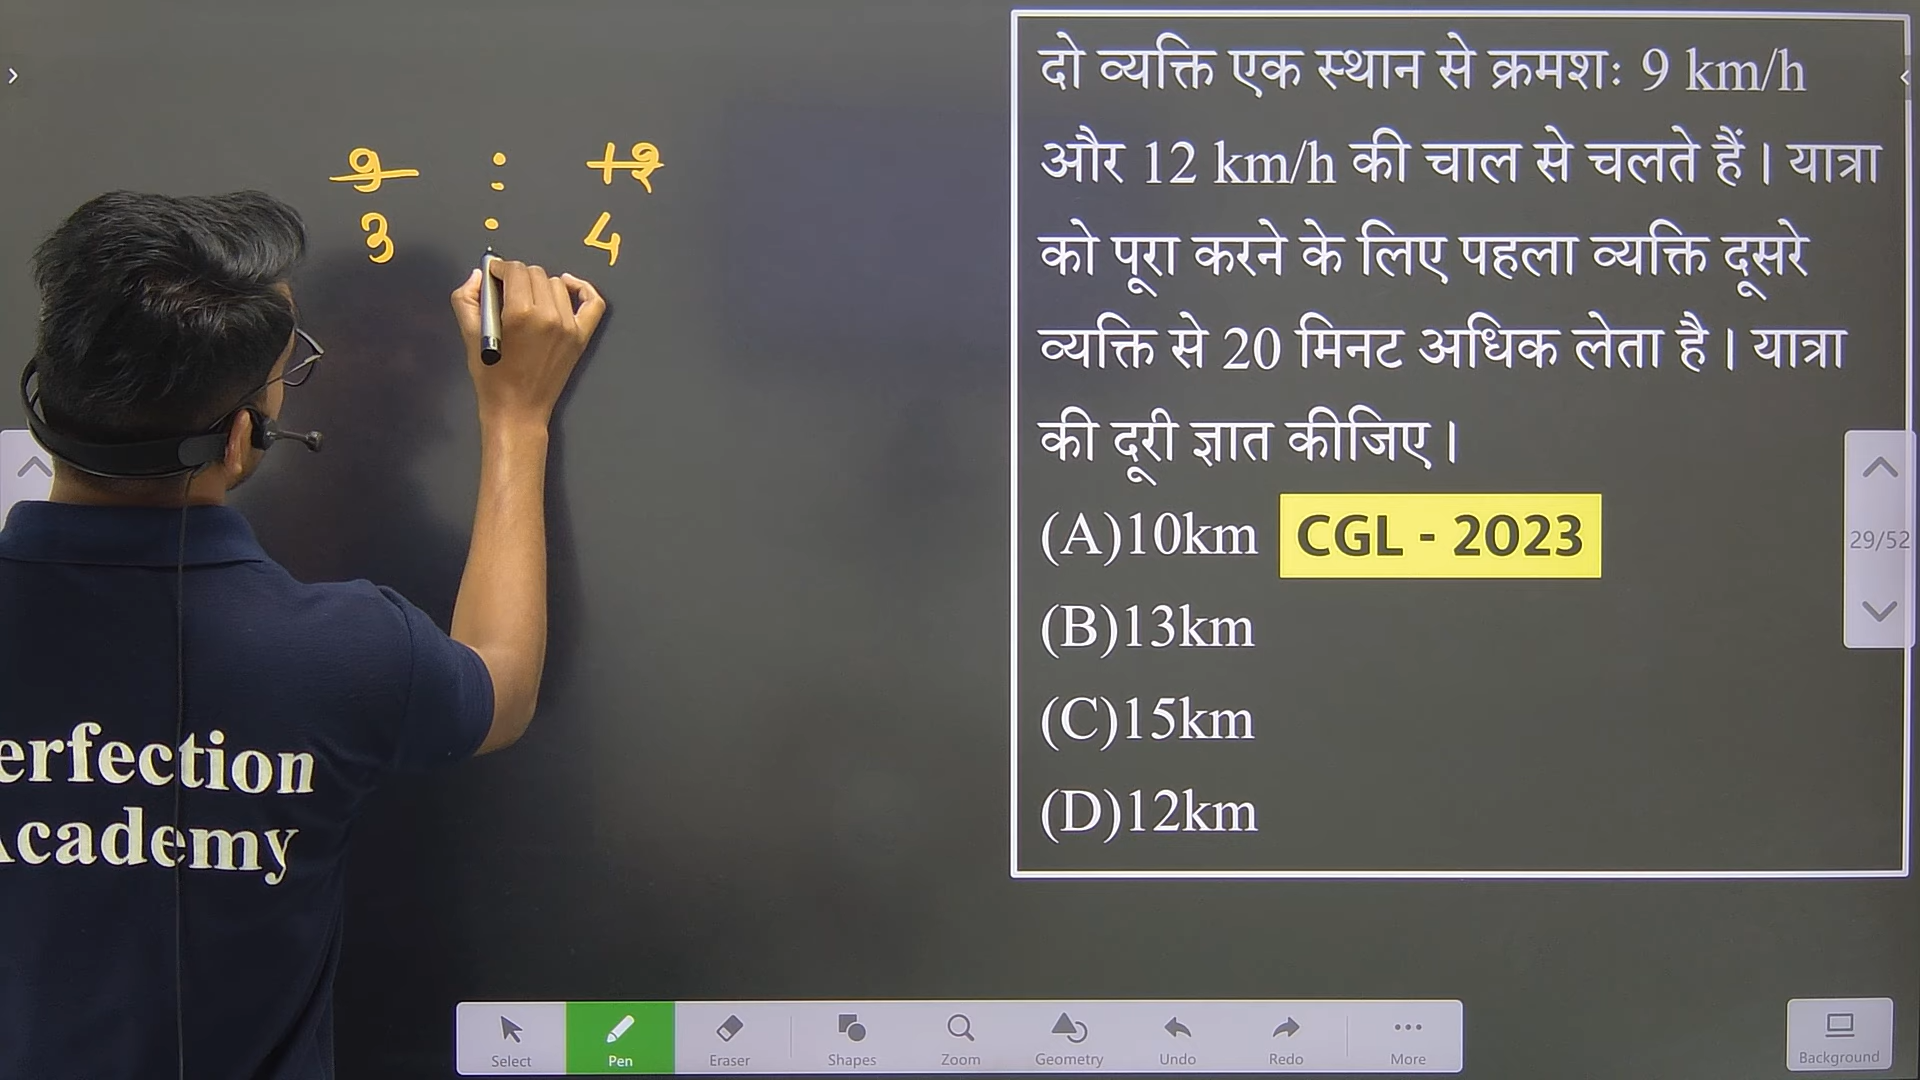 9 : 12
3 : 4
erfection
Academy
दो व्यक्ति एक स्थान से क्रमशः 9 km/h
और 12 km/h की चाल से चलते हैं। यात्रा
को पूरा करने के लिए पहला व्यक्ति दूसरे
व्यक्ति से 20 मिनट अधिक लेता है। यात्रा
की दूरी ज्ञात कीजिए।
(A)10km CGL - 2023
(B)13km
(C)15km
(D)12km
29/52
Select Pen Eraser Shapes Zoom Geometry Undo Redo More Background